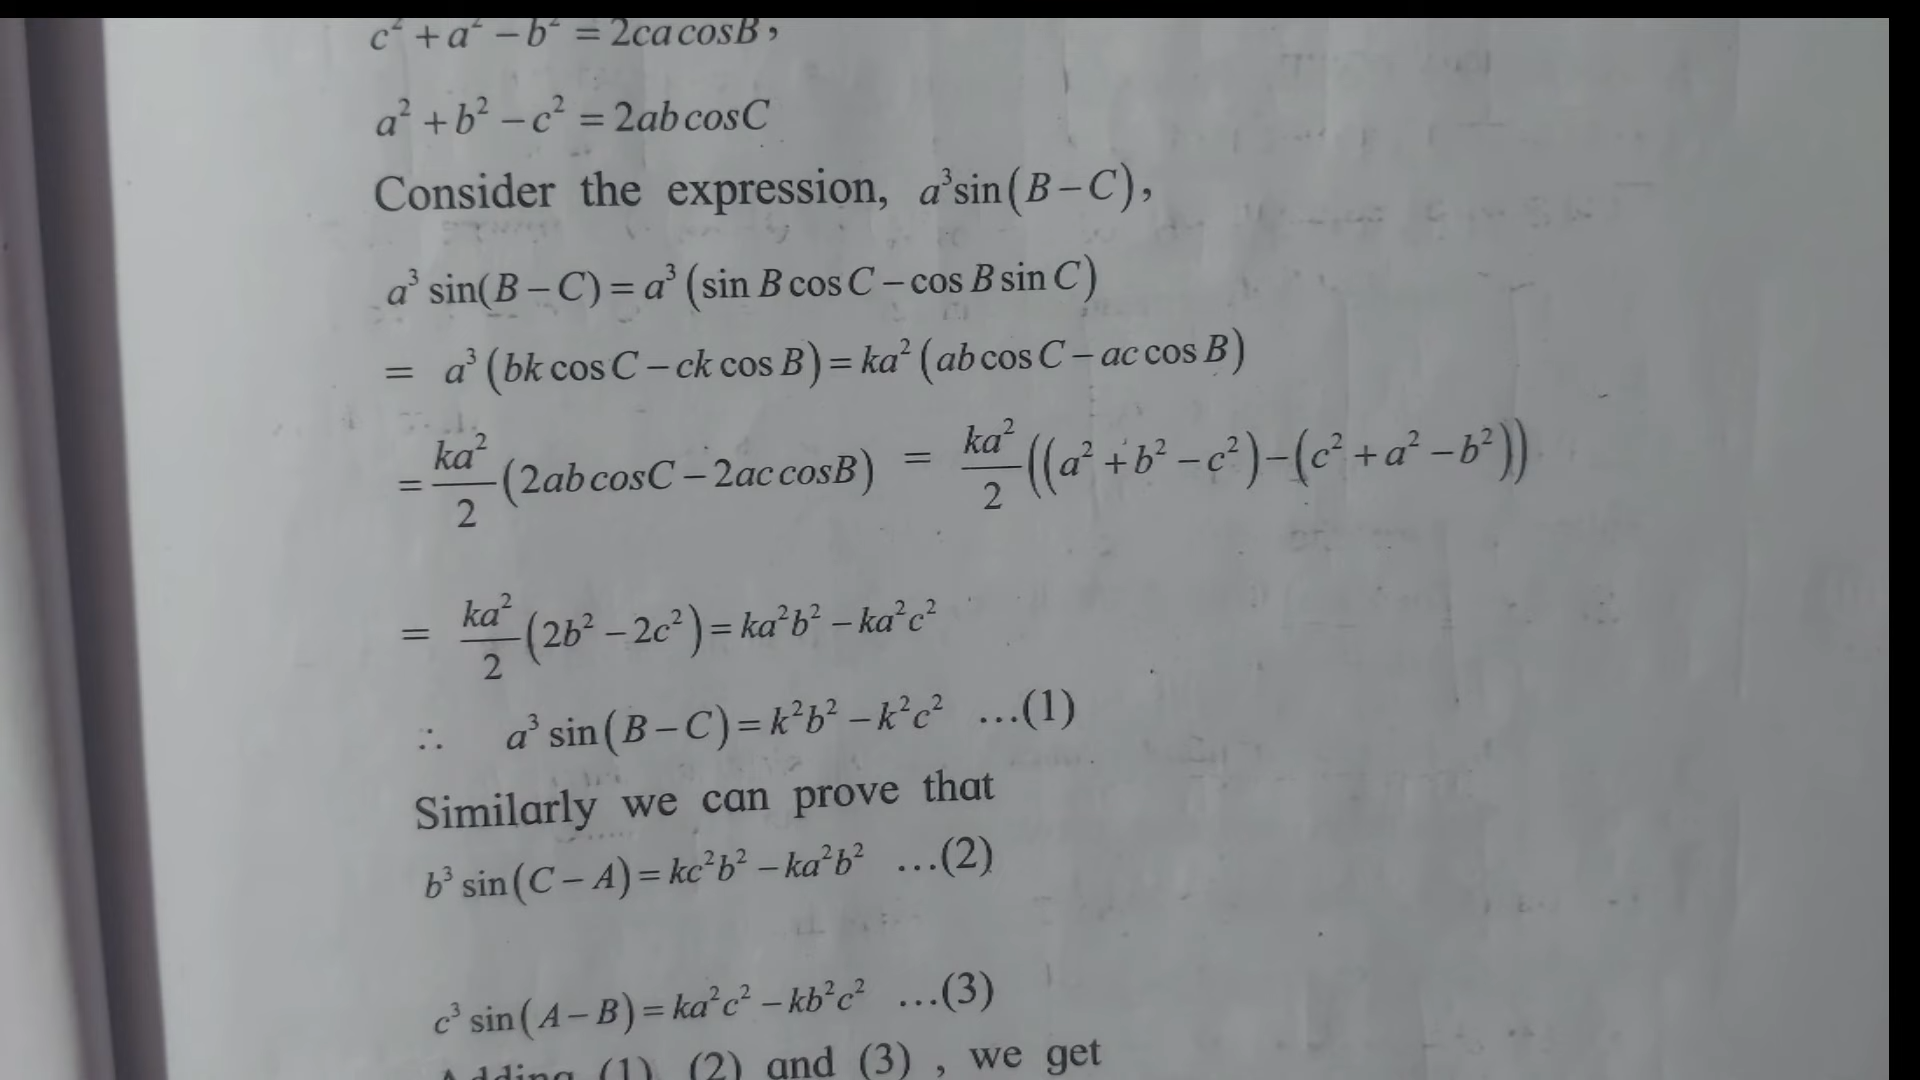 c² + a² − b² = 2ca cosB,
a² + b² − c² = 2ab cosC
Consider the expression, a³sin(B−C),
a³ sin(B−C) = a³ (sin B cos C − cos B sin C)
= a³ (bk cos C − ck cos B) = ka² (ab cos C − ac cos B)
= ka²/2 (2ab cosC − 2ac cosB) = ka²/2 ((a² + b² − c²) − (c² + a² − b²))
= ka²/2 (2b² − 2c²) = ka²b² − ka²c²
∴ a³ sin(B−C) = k²b² − k²c² ...(1)
Similarly we can prove that
b³ sin(C−A) = kc²b² − ka²b² ...(2)
c³ sin(A−B) = ka²c² − kb²c² ...(3)
Adding (1), (2) and (3) , we get